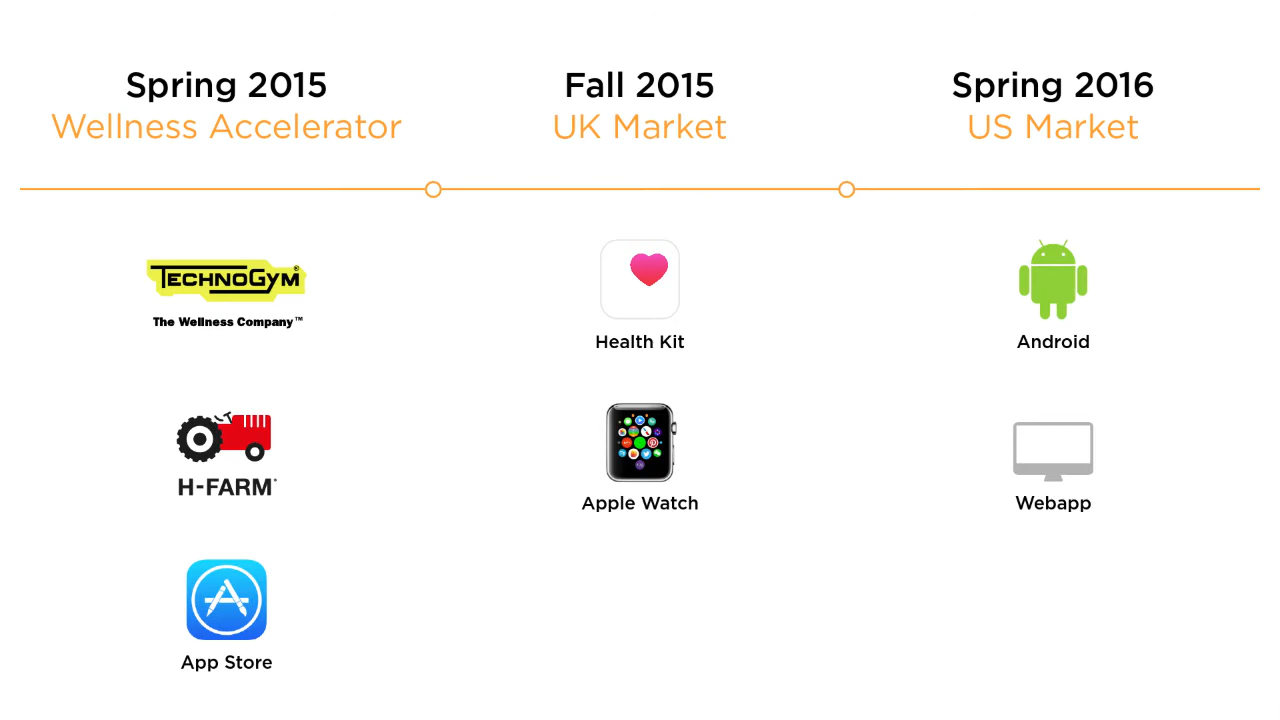 Spring 2015
Wellness Accelerator
Fall 2015
UK Market
Spring 2016
US Market
TECHNOGYM®
The Wellness Company™
H-FARM®
App Store
Health Kit
Apple Watch
Android
Webapp